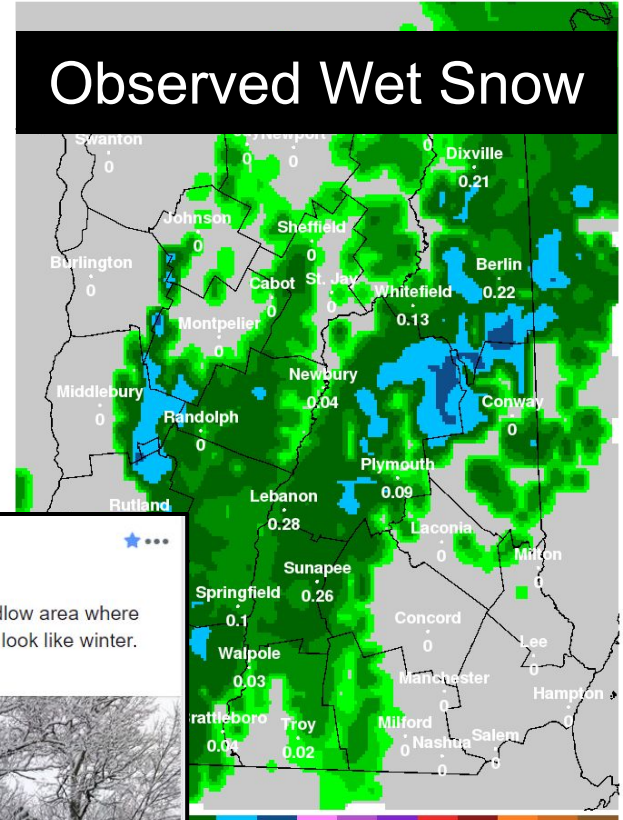 Observed Wet Snow
Swanton
0
Newport
0
0
0
Dixville
0.21
Johnson
0
Sheffield
0
Burlington
0
Cabot
0
St. Jay
0
Berlin
0.22
Whitefield
0.13
Montpelier
0
Newbury
0.04
Middlebury
0
Randolph
0
Conway
0
Plymouth
0.09
Rutland
Lebanon
0.28
Laconia
0
Milton
0
dlow area where
look like winter.
Sunapee
0.26
Springfield
0.1
Concord
0
Lee
0
Walpole
0.03
Manchester
0
Hampton
0
rattleboro
0.04
Troy
0.02
Milford
0
Nashua
0
Salem
0